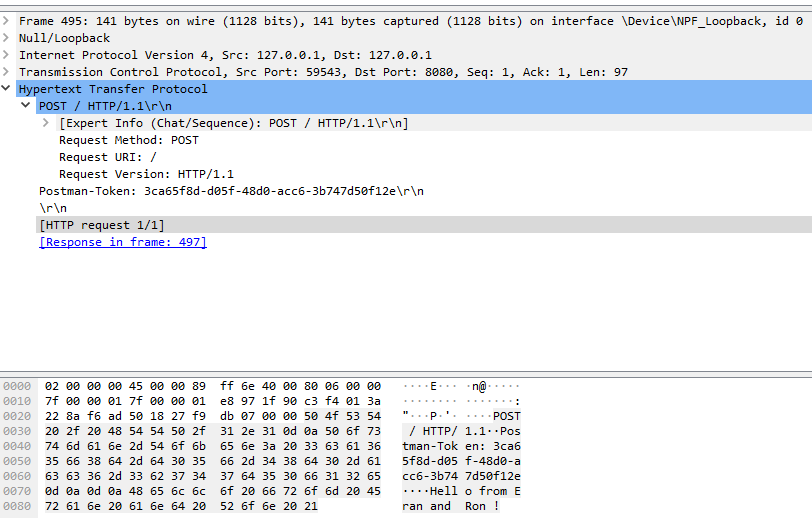 Frame 495: 141 bytes on wire (1128 bits), 141 bytes captured (1128 bits) on interface \Device\NPF_Loopback, id 0
Null/Loopback
Internet Protocol Version 4, Src: 127.0.0.1, Dst: 127.0.0.1
Transmission Control Protocol, Src Port: 59543, Dst Port: 8080, Seq: 1, Ack: 1, Len: 97
Hypertext Transfer Protocol
POST / HTTP/1.1\r\n
[Expert Info (Chat/Sequence): POST / HTTP/1.1\r\n]
Request Method: POST
Request URI: /
Request Version: HTTP/1.1
Postman-Token: 3ca65f8d-d05f-48d0-acc6-3b747d50f12e\r\n
\r\n
[HTTP request 1/1]
[Response in frame: 497]
0000 02 00 00 00 45 00 00 89 ff 6e 40 00 80 06 00 00 ····E··· ·n@·····
0010 7f 00 00 01 7f 00 00 01 e8 97 1f 90 c3 f4 01 3a ········ ·······:
0020 22 8a f6 ad 50 18 27 f9 db 07 00 00 50 4f 53 54 "···P·'· ····POST
0030 20 2f 20 48 54 54 50 2f 31 2e 31 0d 0a 50 6f 73 / HTTP/ 1.1··Pos
0040 74 6d 61 6e 2d 54 6f 6b 65 6e 3a 20 33 63 61 36 tman-Tok en: 3ca6
0050 35 66 38 64 2d 64 30 35 66 2d 34 38 64 30 2d 61 5f8d-d05 f-48d0-a
0060 63 63 36 2d 33 62 37 34 37 64 35 30 66 31 32 65 cc6-3b74 7d50f12e
0070 0d 0a 0d 0a 48 65 6c 6c 6f 20 66 72 6f 6d 20 45 ····Hell o from E
0080 72 61 6e 20 61 6e 64 20 52 6f 6e 20 21 ran and Ron !